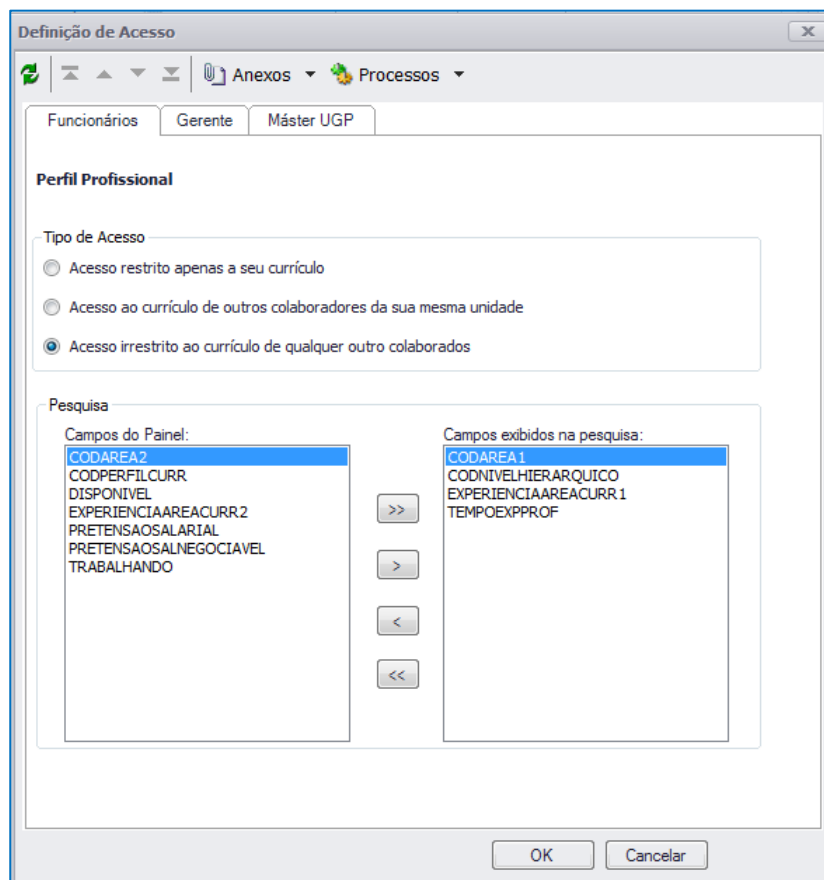 Definição de Acesso
Anexos Processos
Funcionários Gerente Máster UGP
Perfil Profissional
Tipo de Acesso
Acesso restrito apenas a seu currículo
Acesso ao currículo de outros colaboradores da sua mesma unidade
Acesso irrestrito ao currículo de qualquer outro colaborados
Pesquisa
Campos do Painel:
CODAREA2
CODPERFILCURR
DISPONIVEL
EXPERIENCIAAREACURR2
PRETENSAOSALARIAL
PRETENSAOSALNEGOCIAVEL
TRABALHANDO
>>
>
<
<<
Campos exibidos na pesquisa:
CODAREA1
CODNIVELHIERARQUICO
EXPERIENCIAAREACURR1
TEMPOEXPPROF
OK Cancelar